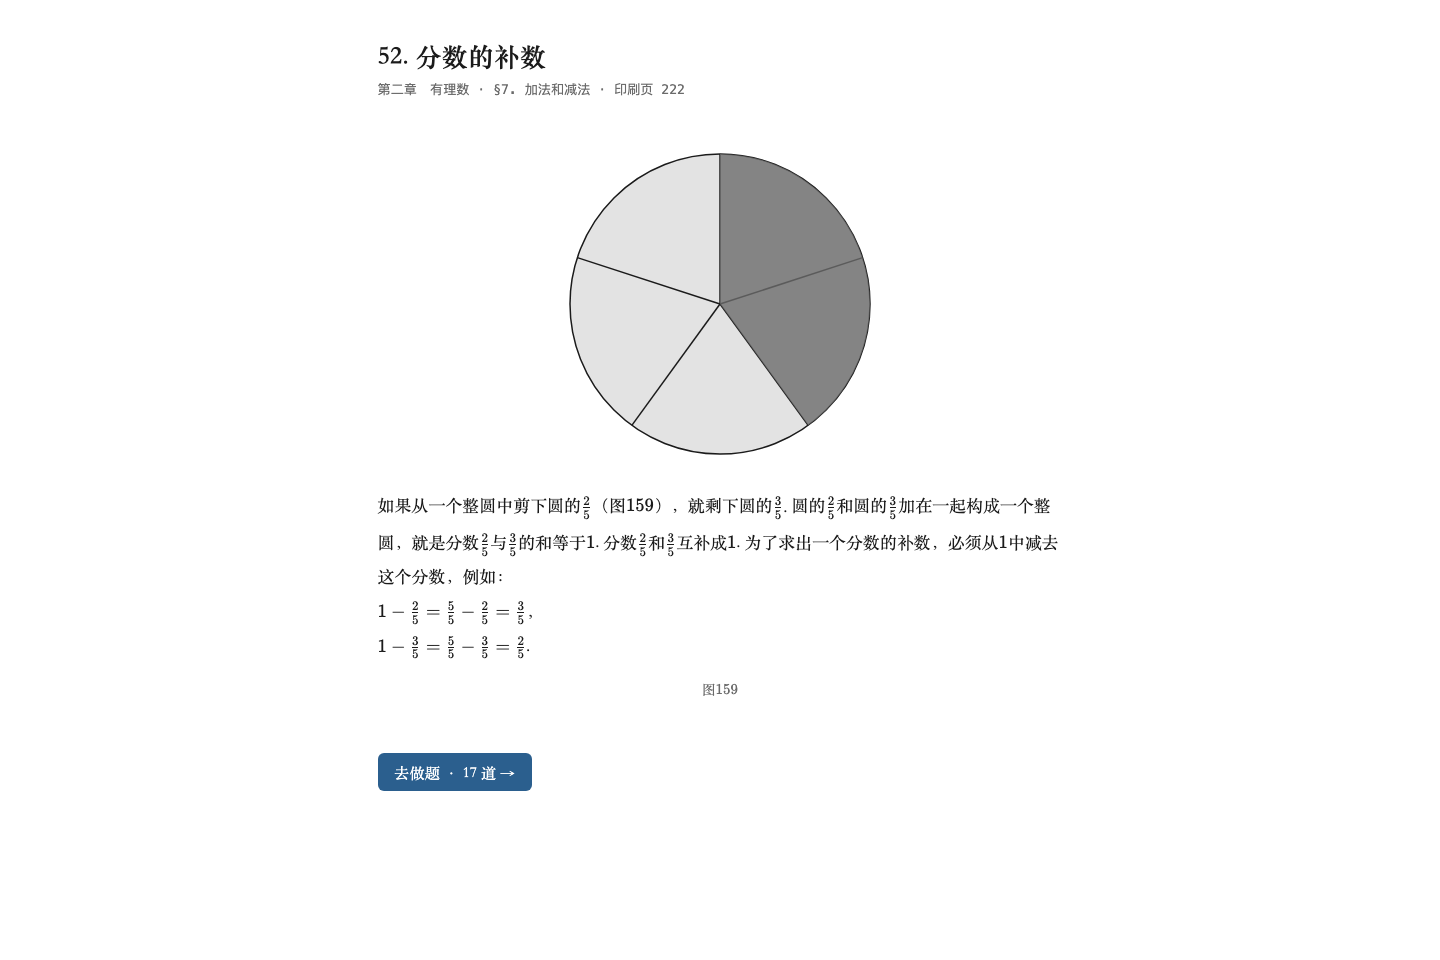 52. 分数的补数
第二章　有理数 · §7. 加法和减法 · 印刷页 222
如果从一个整圆中剪下圆的2/5（图159），就剩下圆的3/5. 圆的2/5和圆的3/5加在一起构成一个整
圆，就是分数2/5与3/5的和等于1. 分数2/5和3/5互补成1. 为了求出一个分数的补数，必须从1中减去
这个分数，例如：
1 − 2/5 = 5/5 − 2/5 = 3/5，
1 − 3/5 = 5/5 − 3/5 = 2/5.
图159
去做题 · 17 道 →